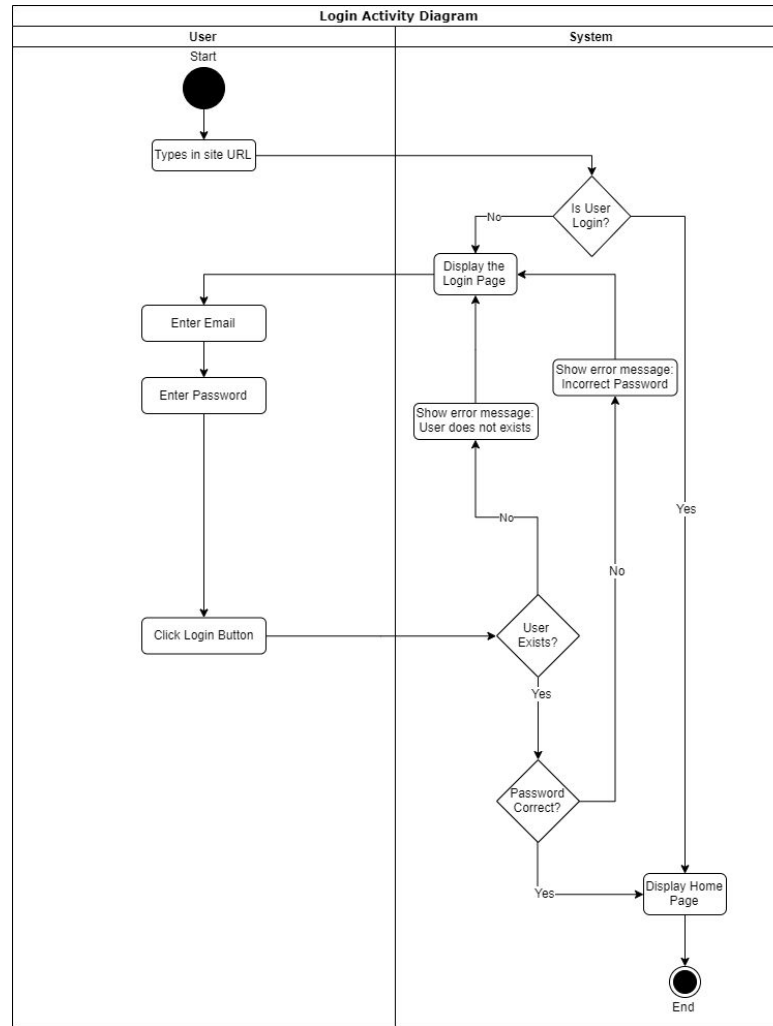 Login Activity Diagram
User
System
Start
Types in site URL
Is User
Login?
No
Display the
Login Page
Enter Email
Show error message:
Incorrect Password
Enter Password
Show error message:
User does not exists
Yes
No
No
Click Login Button
User
Exists?
Yes
Password
Correct?
Yes
Display Home
Page
End